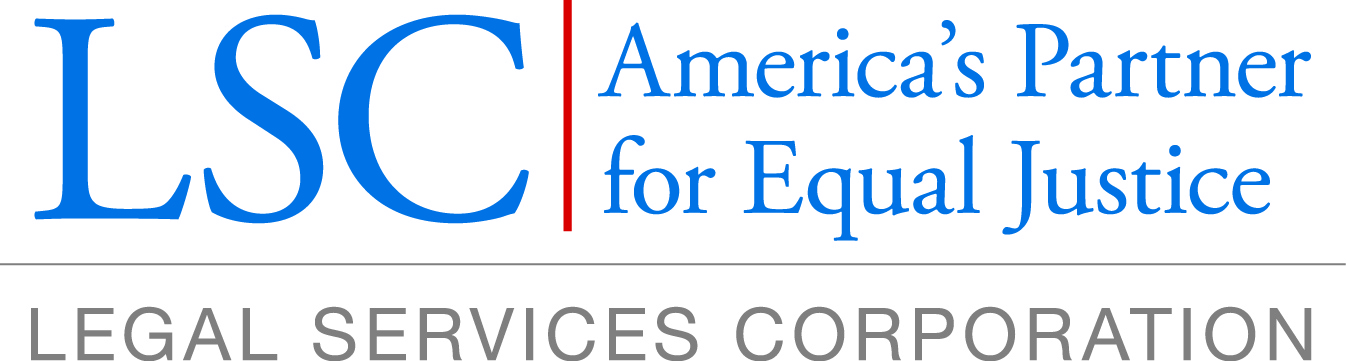 LSC
America’s Partner
for Equal Justice
LEGAL SERVICES CORPORATION